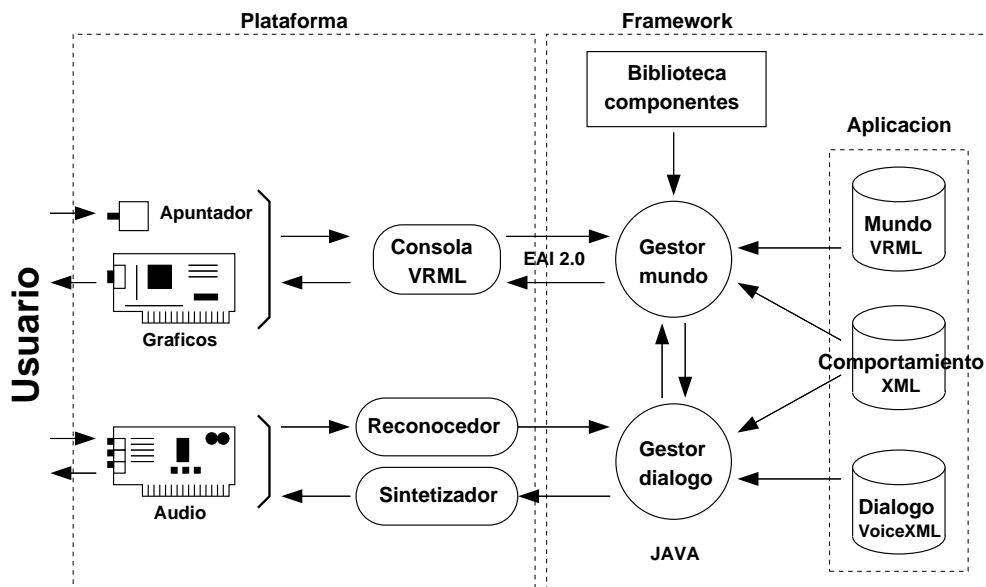 Plataforma
Framework
Biblioteca
componentes
Aplicacion
Apuntador
Consola
VRML
EAI 2.0
Gestor
mundo
Mundo
VRML
Graficos
Usuario
Comportamiento
XML
Reconocedor
Gestor
dialogo
Sintetizador
Audio
Dialogo
VoiceXML
JAVA